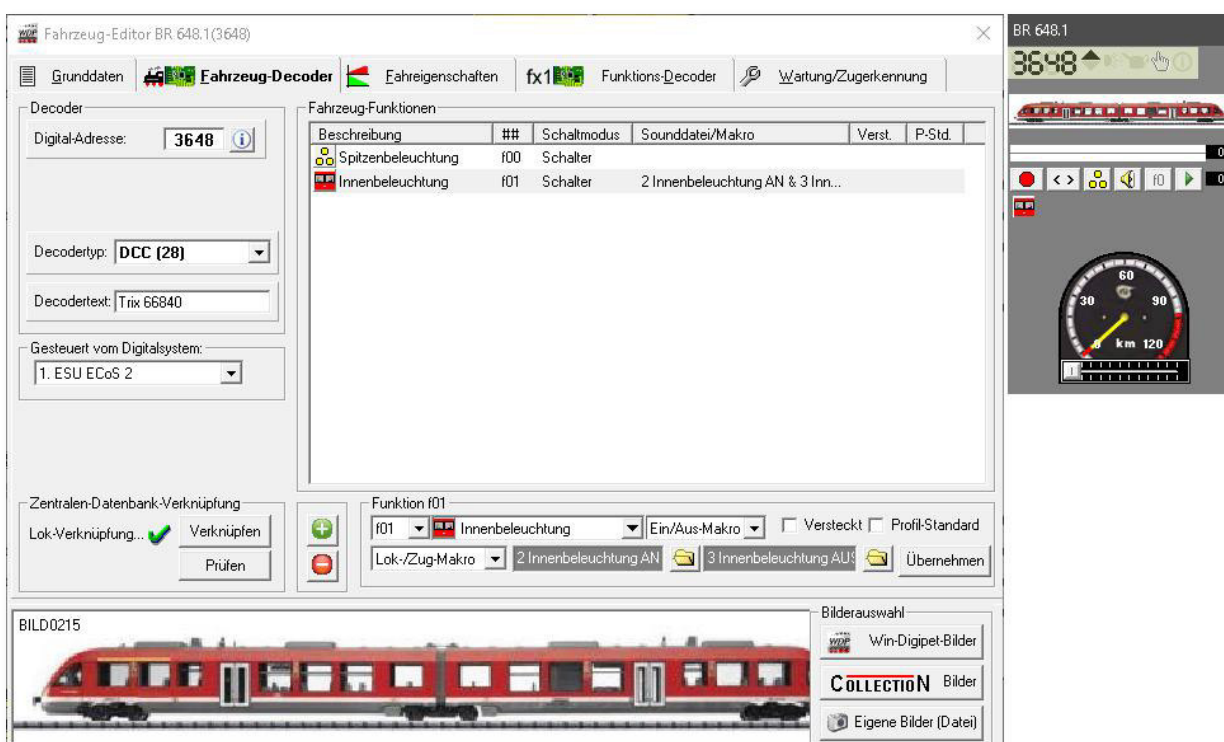 Fahrzeug-Editor BR 648.1(3648)
Grunddaten
Fahrzeug-Decoder
Fahreigenschaften
fx1 Funktions-Decoder
Wartung/Zugerkennung
Decoder
Digital-Adresse: 3648
Decodertyp: DCC (28)
Decodertext: Trix 66840
Gesteuert vom Digitalsystem:
1. ESU ECoS 2
Zentralen-Datenbank-Verknüpfung
Lok-Verknüpfung... Verknüpfen
Prüfen
Fahrzeug-Funktionen
Beschreibung ## Schaltmodus Sounddatei/Makro Verst. P-Std.
Spitzenbeleuchtung f00 Schalter
Innenbeleuchtung f01 Schalter 2 Innenbeleuchtung AN & 3 Inn...
Funktion f01
f01 Innenbeleuchtung Ein/Aus-Makro Versteckt Profil-Standard
Lok-/Zug-Makro 2 Innenbeleuchtung AN 3 Innenbeleuchtung AUS Übernehmen
BILD0215
Bilderauswahl
WDP Win-Digipet-Bilder
COLLECTION Bilder
Eigene Bilder (Datei)
BR 648.1
3648
0
< > f0 0
30 60 90 120
0 km